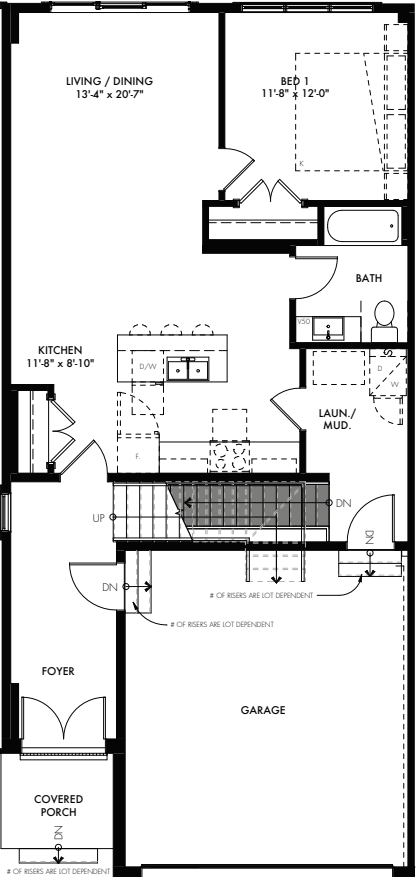 LIVING / DINING
13'-4" x 20'-7"
BED 1
11'-8" x 12'-0"
K
BATH
V50
KITCHEN
11'-8" x 8'-10"
D/W
S
D
W
LAUN./
MUD.
F.
UP
DN
DN
DN
# OF RISERS ARE LOT DEPENDENT
# OF RISERS ARE LOT DEPENDENT
FOYER
GARAGE
COVERED
PORCH
DN
# OF RISERS ARE LOT DEPENDENT